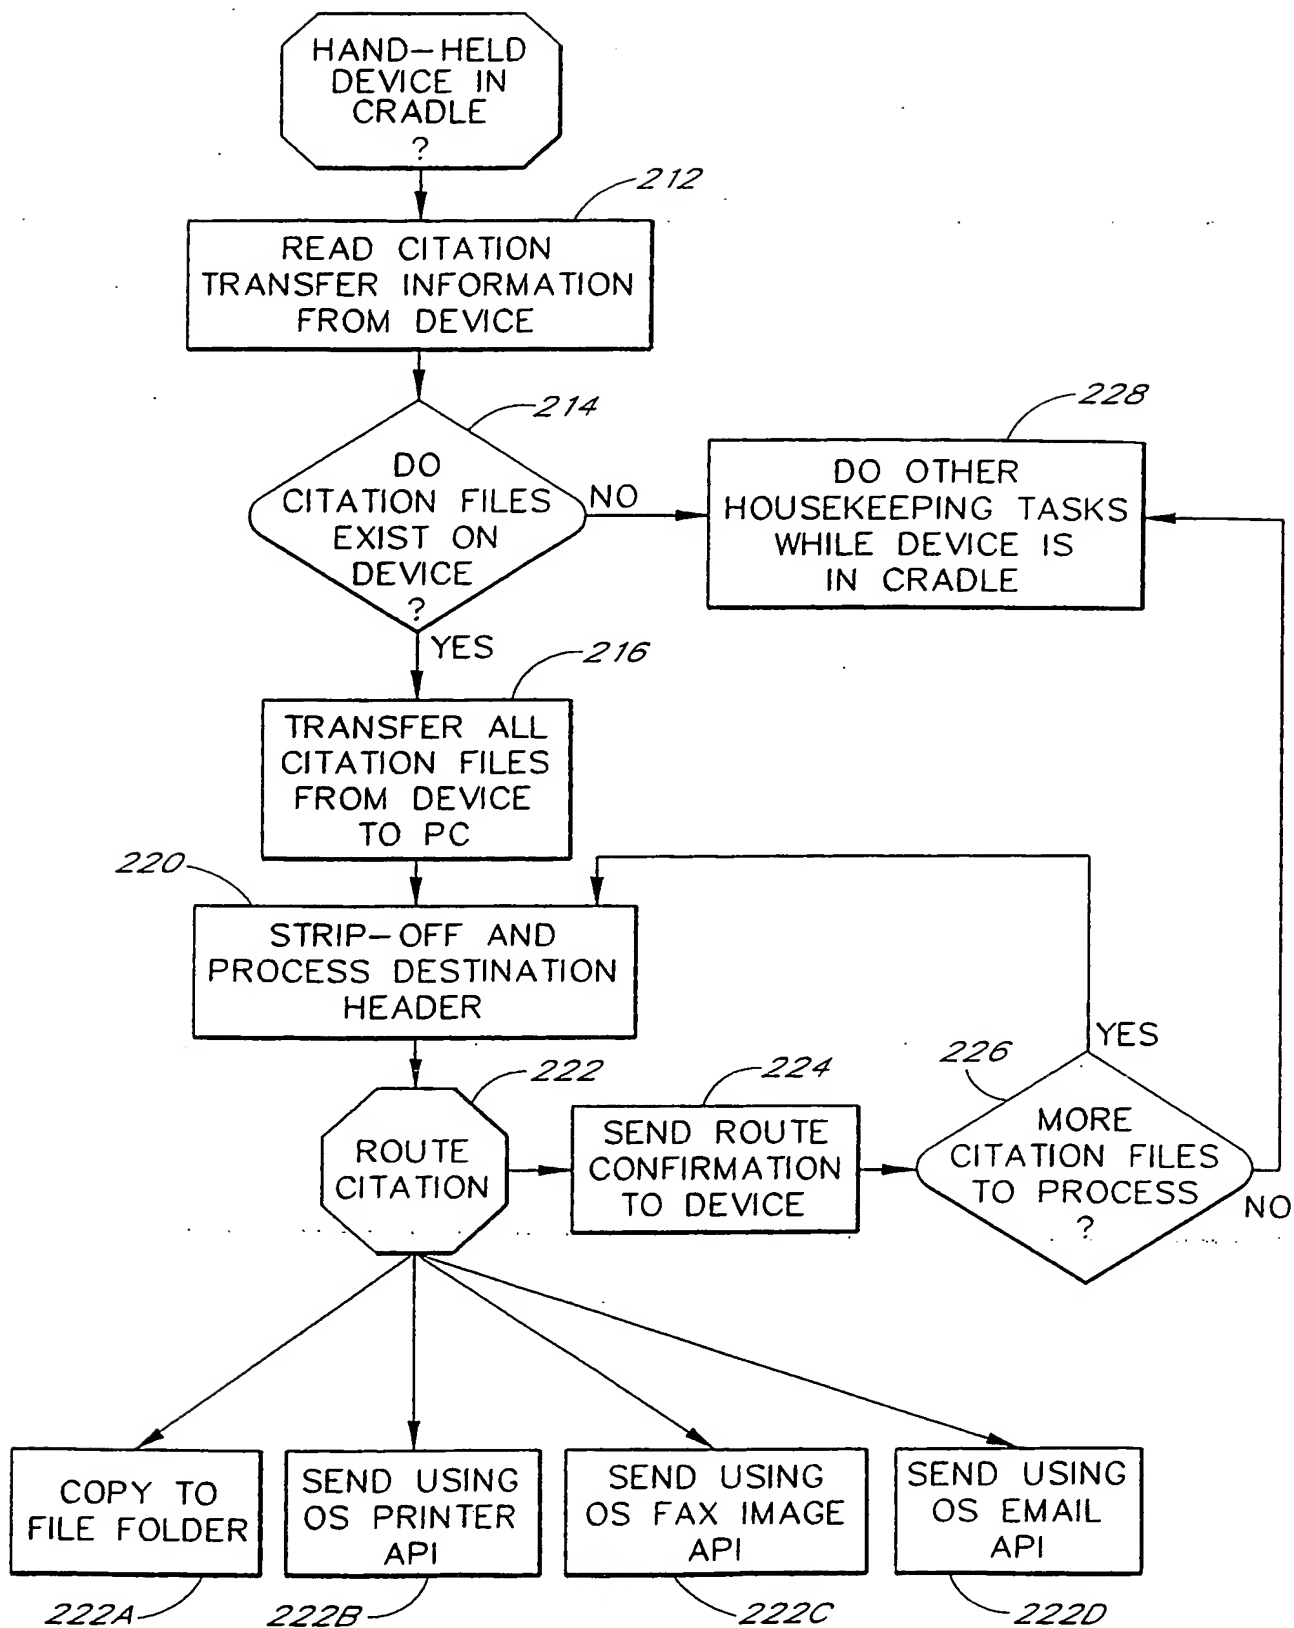 HAND-HELD
DEVICE IN
CRADLE
?
212
READ CITATION
TRANSFER INFORMATION
FROM DEVICE
214
DO
CITATION FILES
EXIST ON
DEVICE
?
NO
YES
228
DO OTHER
HOUSEKEEPING TASKS
WHILE DEVICE IS
IN CRADLE
216
TRANSFER ALL
CITATION FILES
FROM DEVICE
TO PC
220
STRIP-OFF AND
PROCESS DESTINATION
HEADER
222
ROUTE
CITATION
224
SEND ROUTE
CONFIRMATION
TO DEVICE
226
YES
MORE
CITATION FILES
TO PROCESS
?
NO
COPY TO
FILE FOLDER
222A
SEND USING
OS PRINTER
API
222B
SEND USING
OS FAX IMAGE
API
222C
SEND USING
OS EMAIL
API
222D